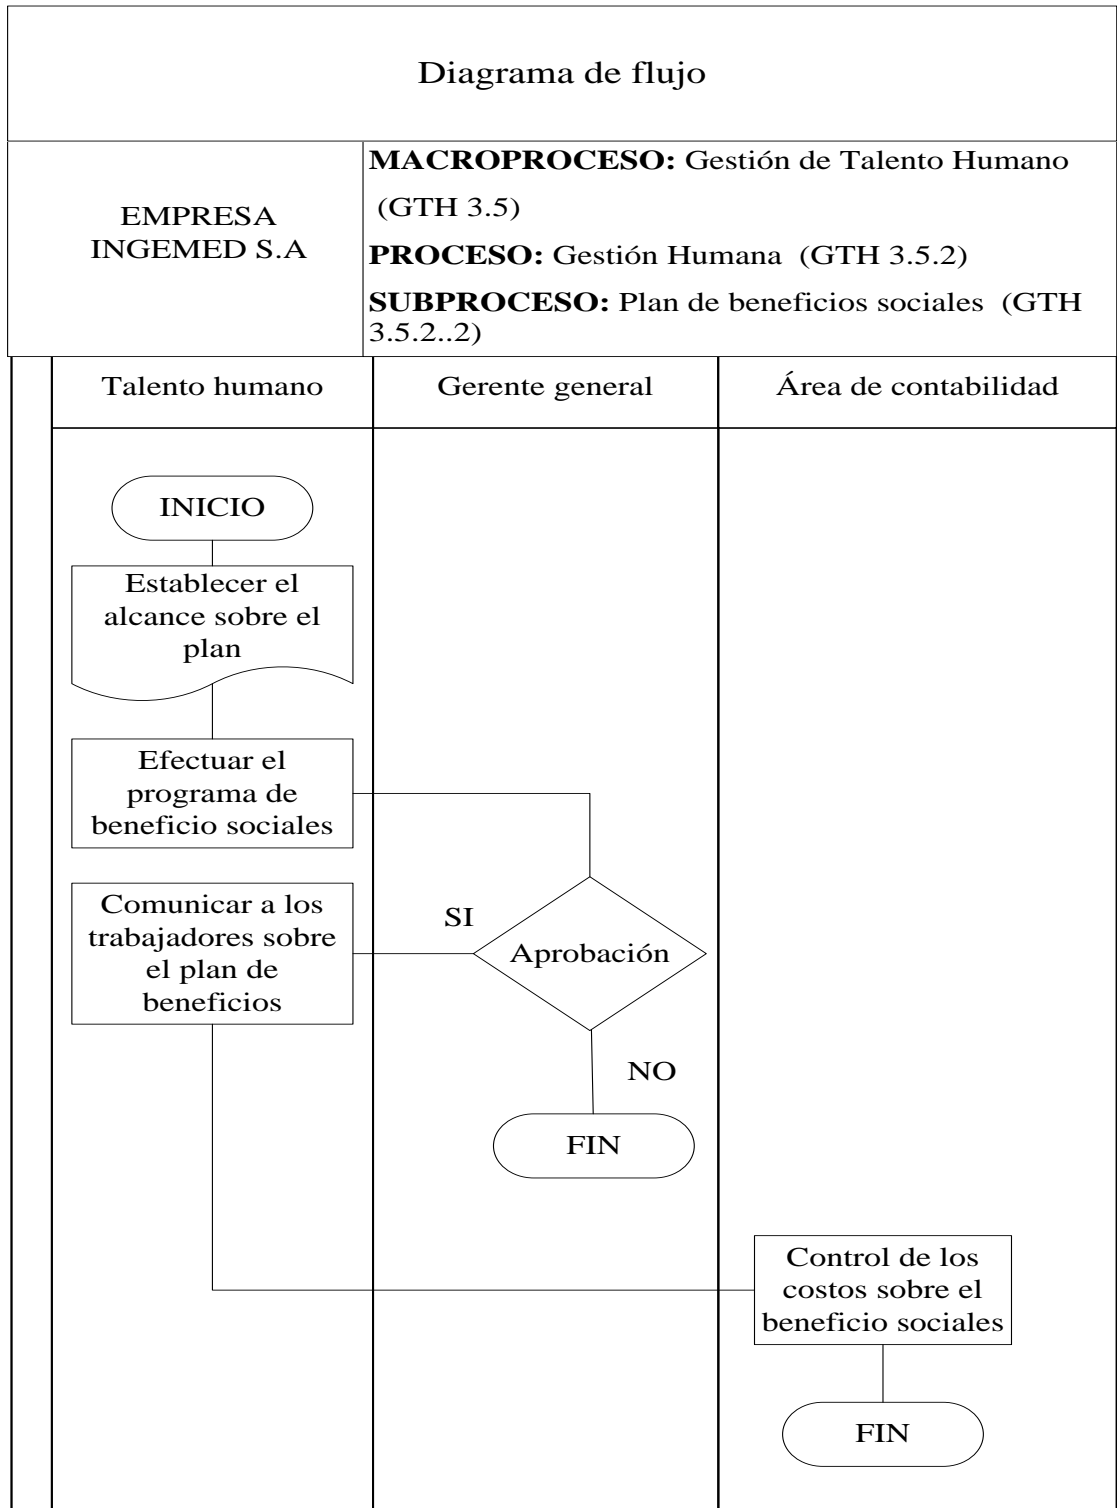 Diagrama de flujo
EMPRESA
INGEMED S.A
MACROPROCESO: Gestión de Talento Humano
(GTH 3.5)
PROCESO: Gestión Humana (GTH 3.5.2)
SUBPROCESO: Plan de beneficios sociales (GTH
3.5.2..2)
Talento humano
Gerente general
Área de contabilidad
INICIO
Establecer el
alcance sobre el
plan
Efectuar el
programa de
beneficio sociales
Comunicar a los
trabajadores sobre
el plan de
beneficios
SI
Aprobación
NO
FIN
Control de los
costos sobre el
beneficio sociales
FIN